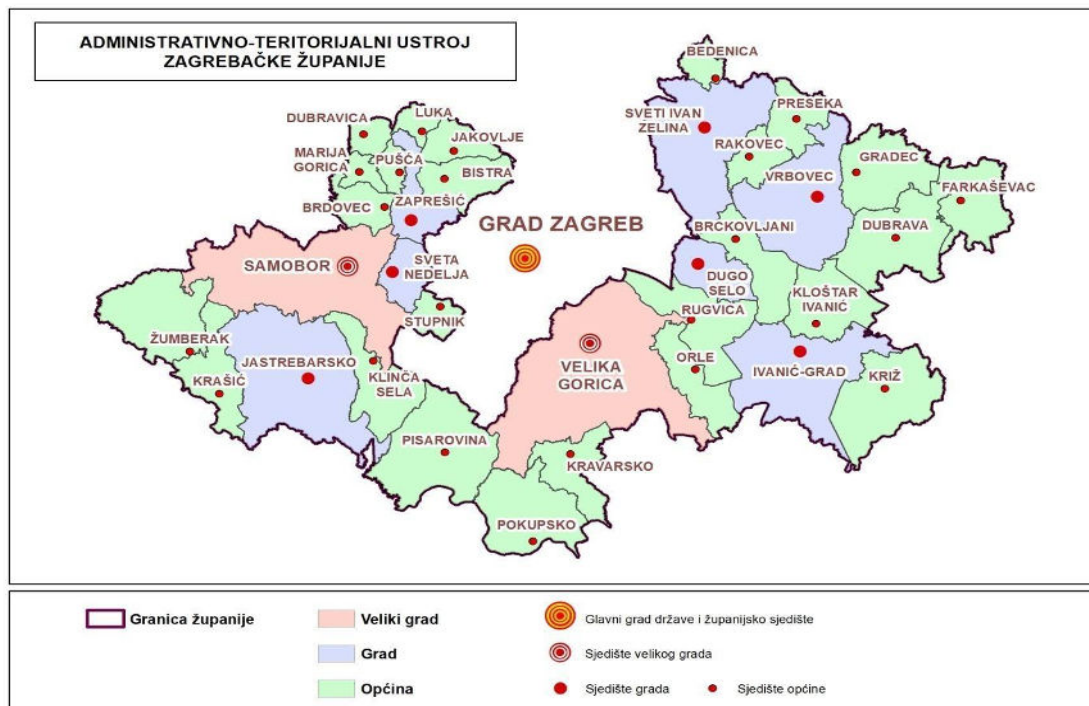 ADMINISTRATIVNO-TERITORIJALNI USTROJ
ZAGREBAČKE ŽUPANIJE
BEDENICA
LUKA
DUBRAVICA
JAKOVLJE
MARIJA
GORICA
PUŠĆA
BISTRA
BRDOVEC
ZAPREŠIĆ
SVETI IVAN
ZELINA
PRESEKA
RAKOVEC
VRBOVEC
GRADEC
FARKAŠEVAC
GRAD ZAGREB
BRCKOVLJANI
DUBRAVA
SAMOBOR
SVETA
NEDELJA
DUGO
SELO
KLOŠTAR
IVANIĆ
STUPNIK
RUGVICA
ŽUMBERAK
KRAŠIĆ
JASTREBARSKO
KLINČA
SELA
VELIKA
GORICA
ORLE
IVANIĆ-GRAD
KRIŽ
PISAROVINA
KRAVARSKO
POKUPSKO
Granica županije
Veliki grad
Glavni grad države i županijsko sjedište
Grad
Sjedište velikog grada
Općina
Sjedište grada
Sjedište općine